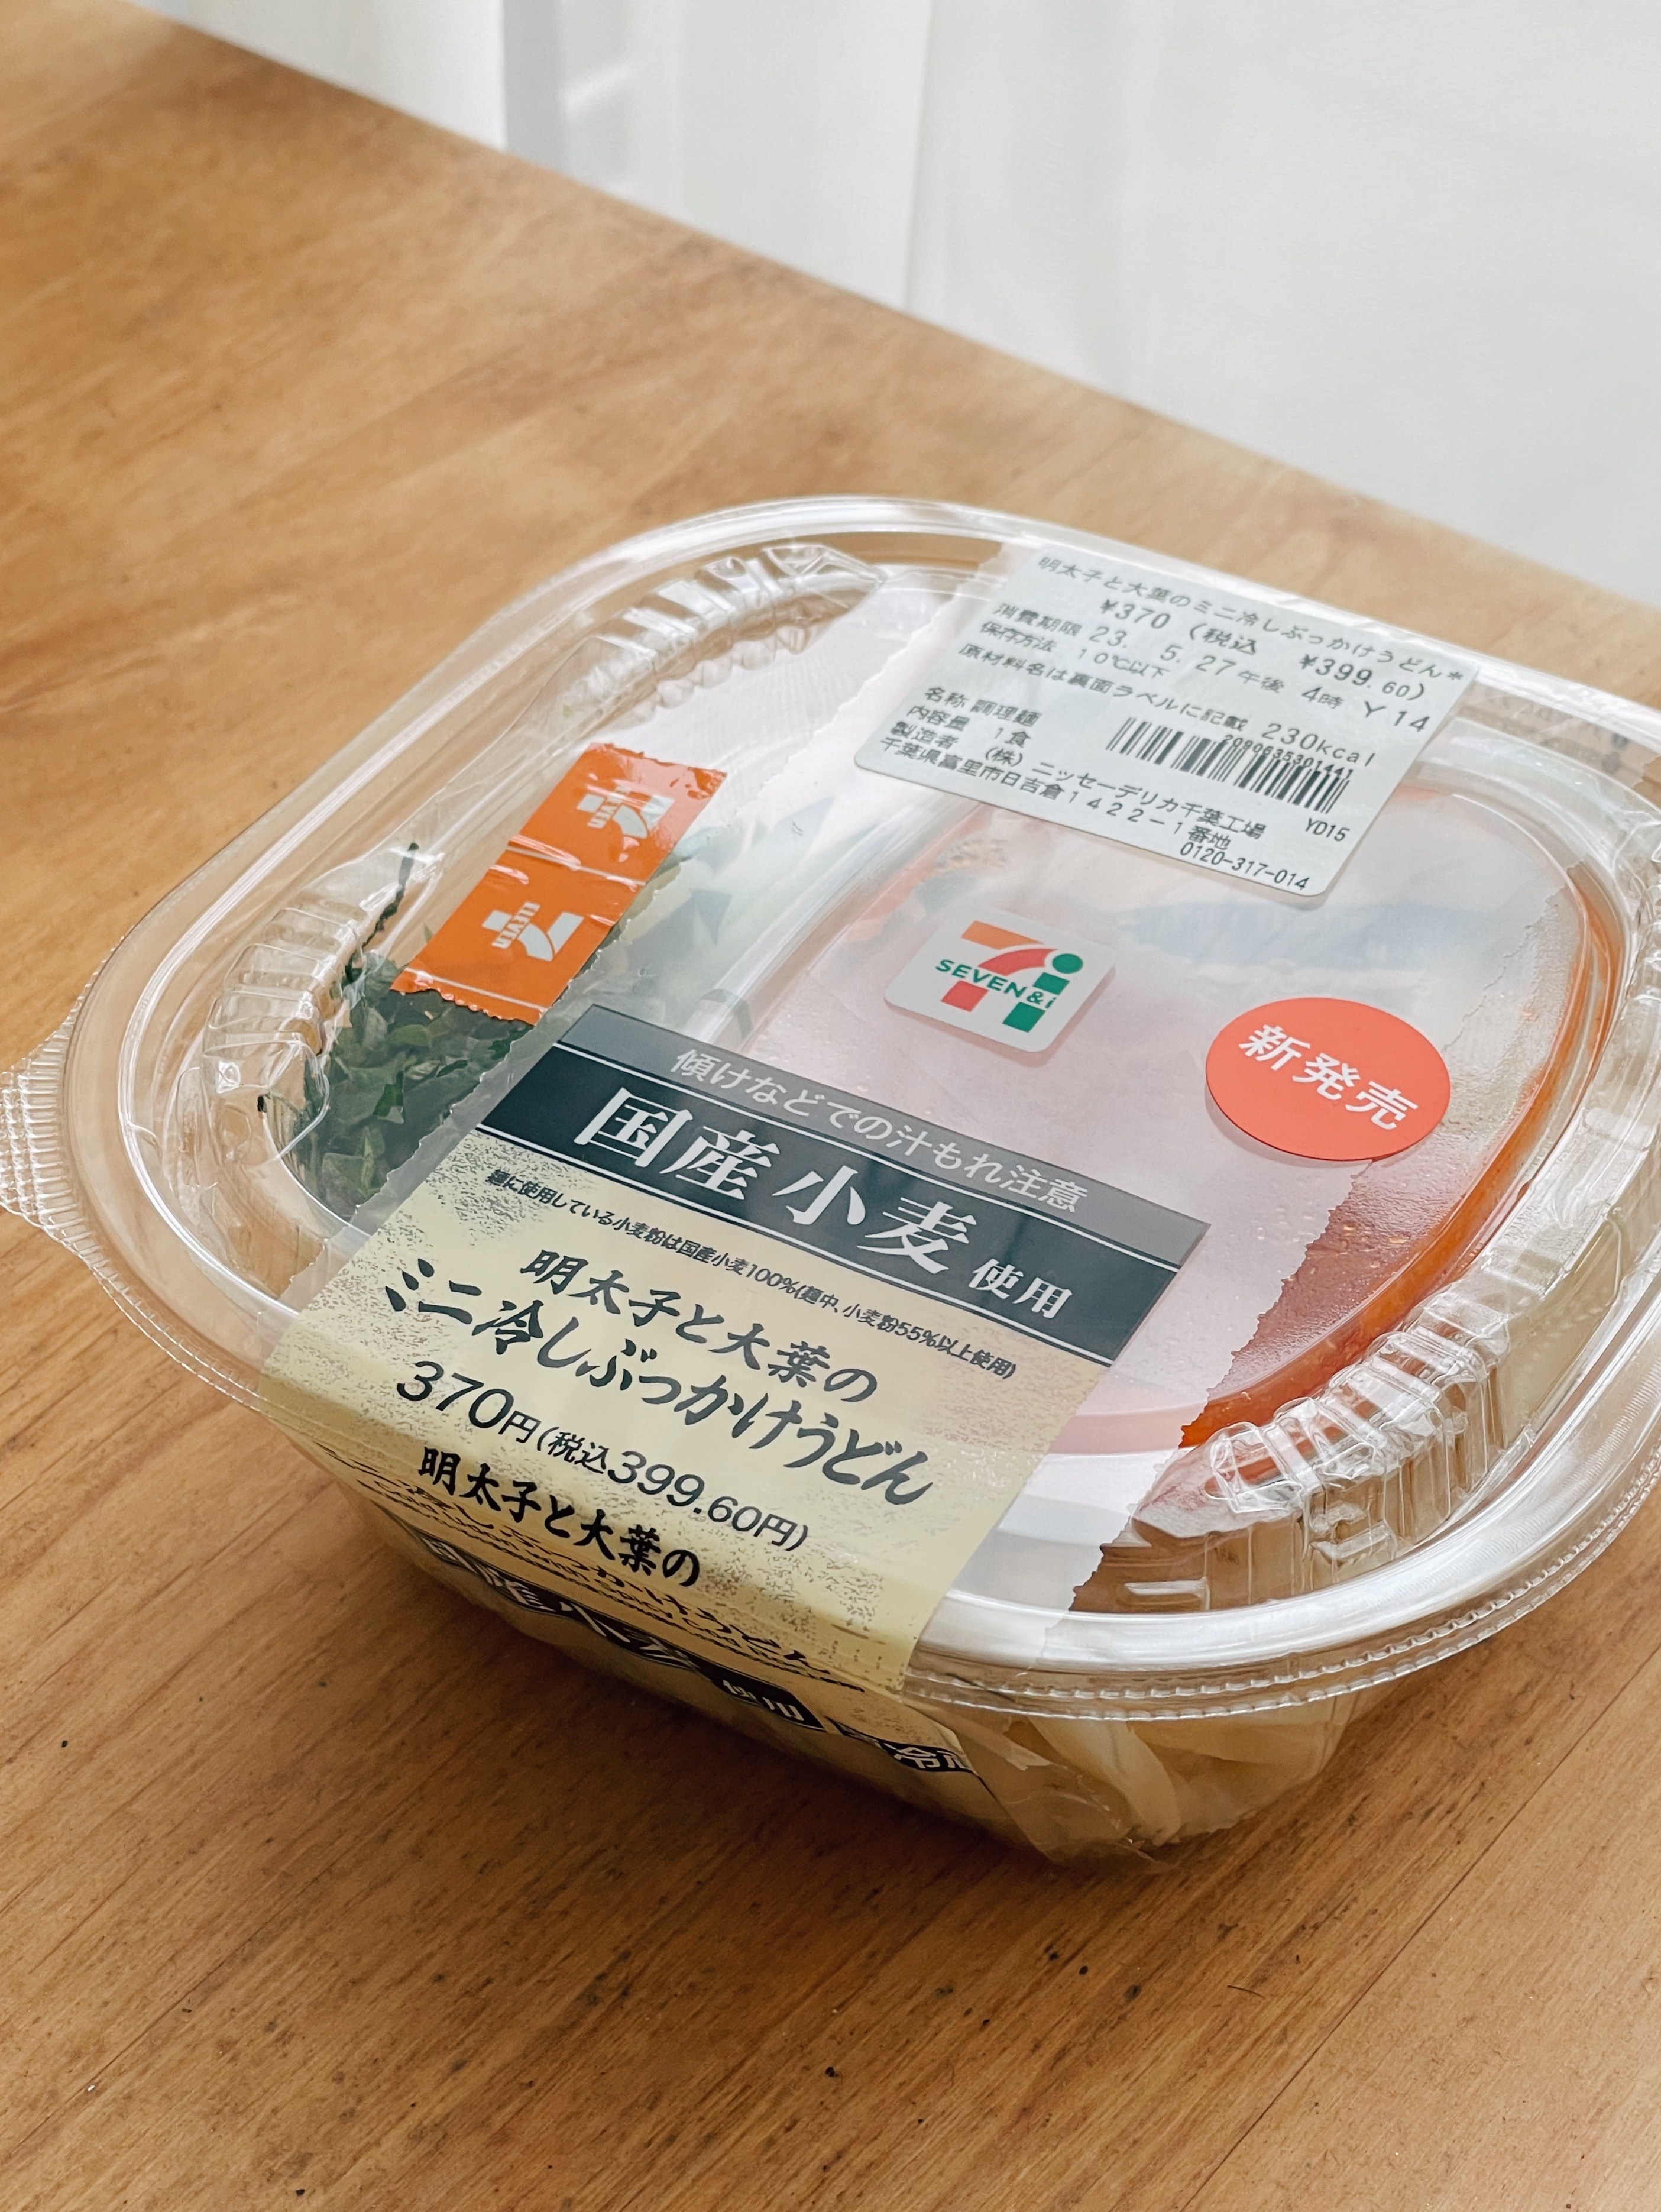 明太子と大葉のミニ冷しぶっかけうどん*
¥370 (税込 ¥399.60)
消費期限 23. 5. 27 午後 4時 Y 14
保存方法 10℃以下
原材料名は裏面ラベルに記載 230kcal
名称 調理麺
内容量 1食
製造者 (株)ニッセーデリカ千葉工場
千葉県富里市日吉倉1422-1番地
YD15
0120-317-014
ELEVEN
SEVEN&i
新発売
傾けなどでの汁もれ注意
国産小麦使用
麺に使用している小麦粉は国産小麦100%(麺中、小麦粉55%以上使用)
明太子と大葉の
ミニ冷しぶっかけうどん
370円(税込399.60円)
明太子と大葉の
使用